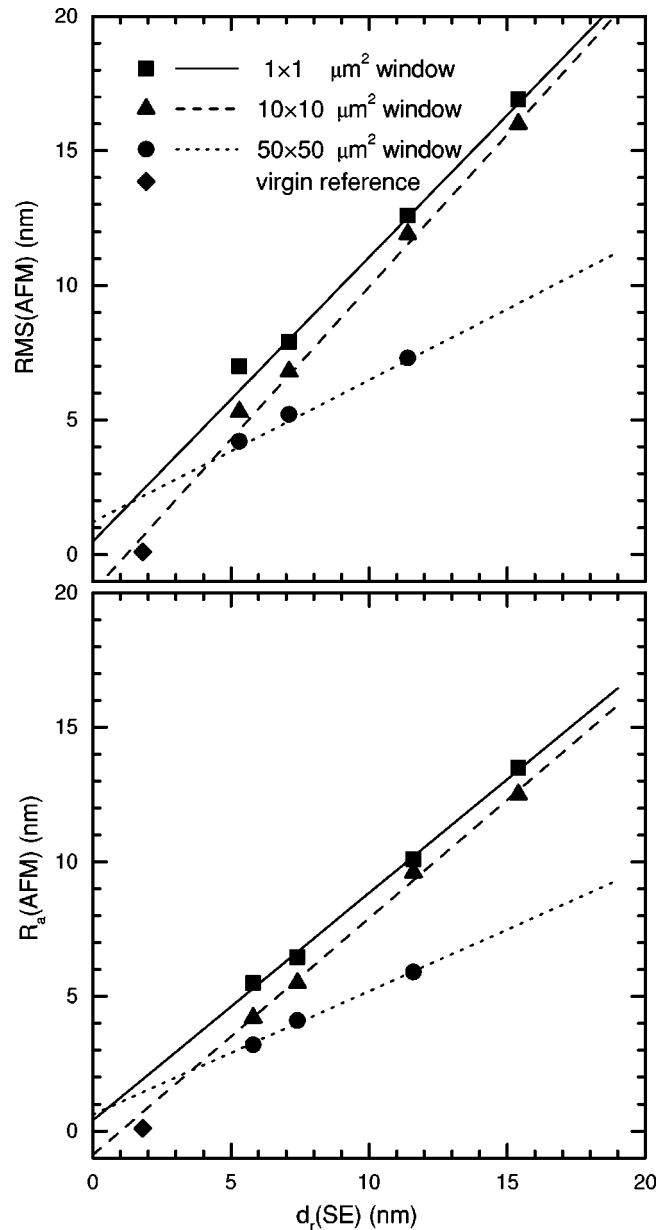 20
15
10
5
0
RMS(AFM) (nm)
1×1 μm² window
10×10 μm² window
50×50 μm² window
virgin reference
20
15
10
5
0
R_a(AFM) (nm)
0 5 10 15 20
d_r(SE) (nm)